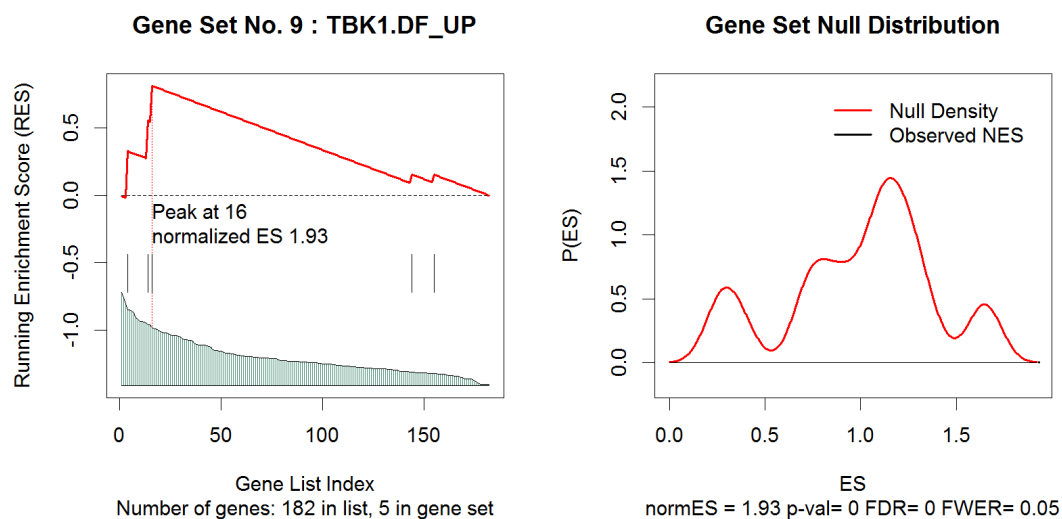 Gene Set No. 9 : TBK1.DF_UP
Running Enrichment Score (RES)
0.5
0.0
-0.5
-1.0
Peak at 16
normalized ES 1.93
0 50 100 150
Gene List Index
Number of genes: 182 in list, 5 in gene set
Gene Set Null Distribution
P(ES)
2.0
1.5
1.0
0.5
0.0
Null Density
Observed NES
0.0 0.5 1.0 1.5
ES
normES = 1.93 p-val= 0 FDR= 0 FWER= 0.05